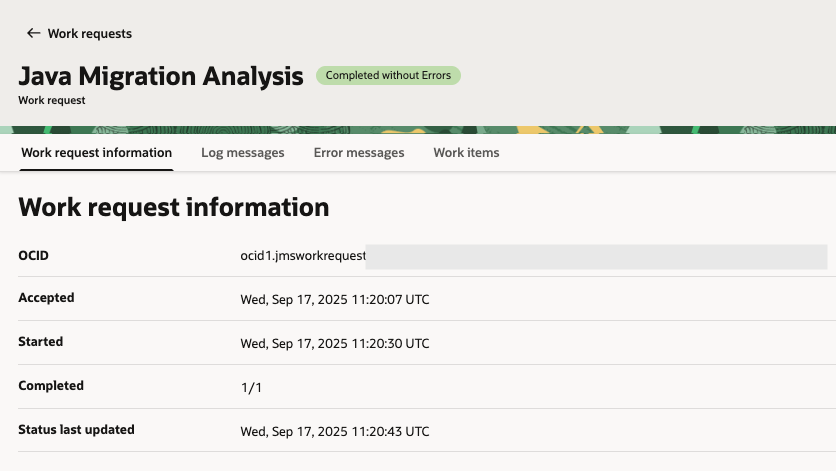 ← Work requests
Java Migration Analysis Completed without Errors
Work request
Work request information Log messages Error messages Work items
Work request information
OCID ocid1.jmsworkrequest
Accepted Wed, Sep 17, 2025 11:20:07 UTC
Started Wed, Sep 17, 2025 11:20:30 UTC
Completed 1/1
Status last updated Wed, Sep 17, 2025 11:20:43 UTC